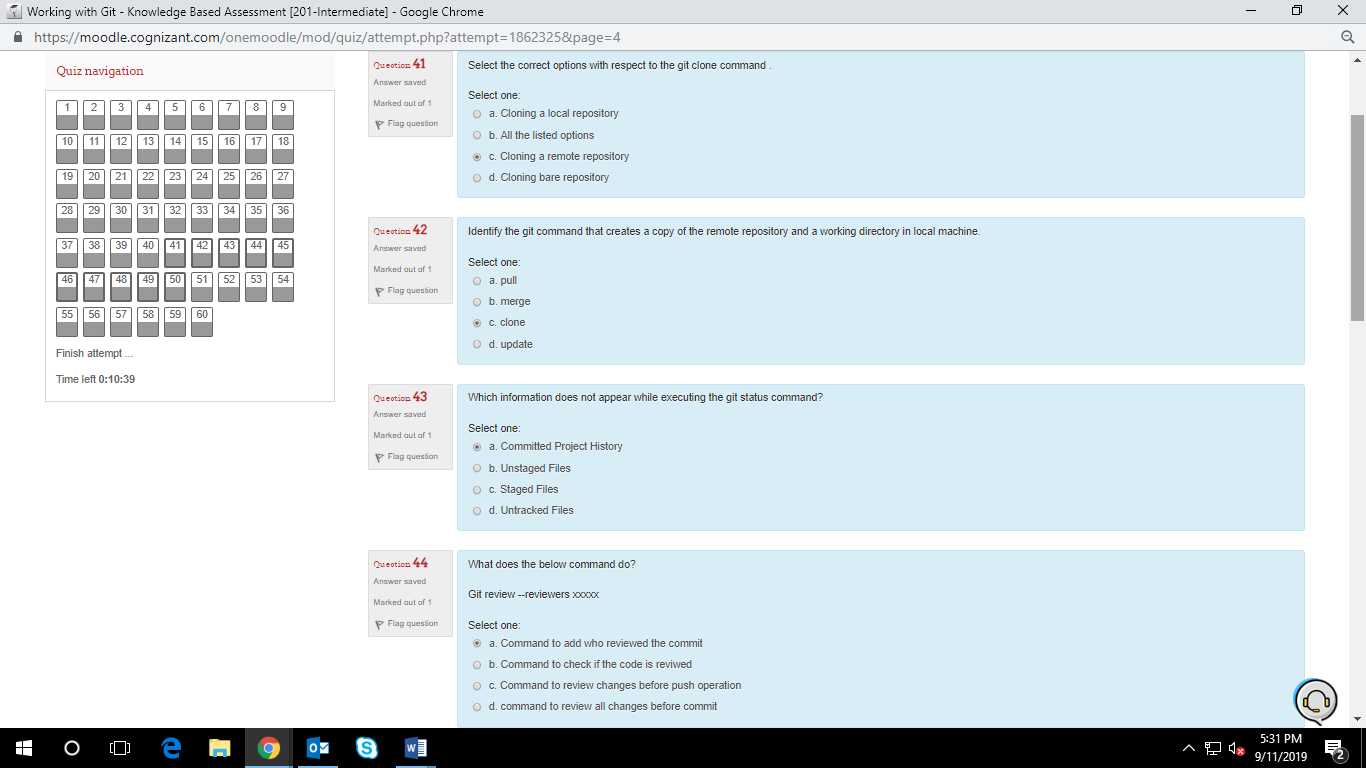 Working with Git - Knowledge Based Assessment [201-Intermediate] - Google Chrome
https://moodle.cognizant.com/onemoodle/mod/quiz/attempt.php?attempt=1862325&page=4
Quiz navigation
1 2 3 4 5 6 7 8 9
10 11 12 13 14 15 16 17 18
19 20 21 22 23 24 25 26 27
28 29 30 31 32 33 34 35 36
37 38 39 40 41 42 43 44 45
46 47 48 49 50 51 52 53 54
55 56 57 58 59 60
Finish attempt ...
Time left 0:10:39
Question 41
Answer saved
Marked out of 1
Flag question
Select the correct options with respect to the git clone command .
Select one:
a. Cloning a local repository
b. All the listed options
c. Cloning a remote repository
d. Cloning bare repository
Question 42
Answer saved
Marked out of 1
Flag question
Identify the git command that creates a copy of the remote repository and a working directory in local machine.
Select one:
a. pull
b. merge
c. clone
d. update
Question 43
Answer saved
Marked out of 1
Flag question
Which information does not appear while executing the git status command?
Select one:
a. Committed Project History
b. Unstaged Files
c. Staged Files
d. Untracked Files
Question 44
Answer saved
Marked out of 1
Flag question
What does the below command do?
Git review --reviewers xxxxx
Select one:
a. Command to add who reviewed the commit
b. Command to check if the code is reviwed
c. Command to review changes before push operation
d. command to review all changes before commit
5:31 PM
9/11/2019
2